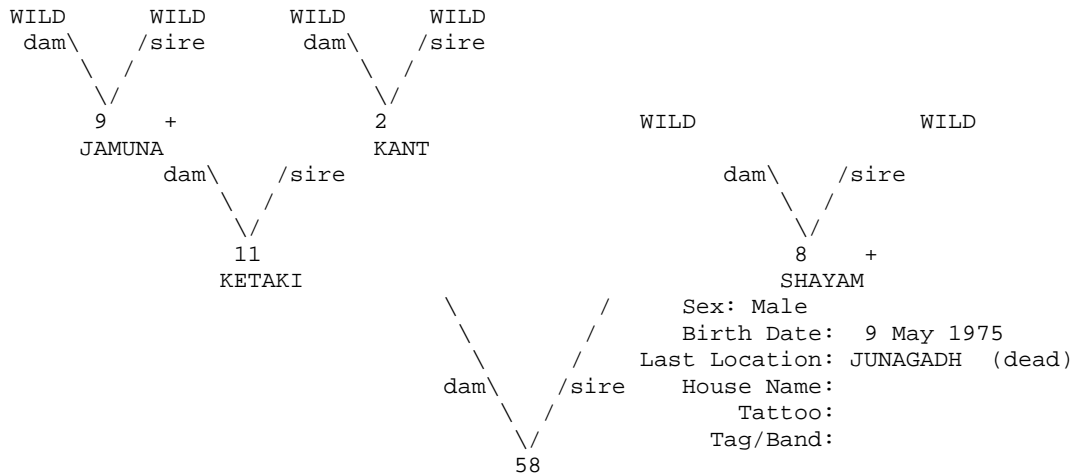 WILD       WILD       WILD       WILD
dam\       /sire       dam\       /sire
\     /       \     /
\   /       \   /
\/       \/
9     +       2       WILD       WILD
JAMUNA       KANT
dam\     /sire       dam\     /sire
\   /       \   /
\ /       \ /
\/       \/
11       8     +
KETAKI       SHAYAM
\       /     Sex: Male
\     /     Birth Date:  9 May 1975
\   /     Last Location: JUNAGADH  (dead)
dam\     /sire     House Name:
\   /     Tattoo:
\/     Tag/Band:
58